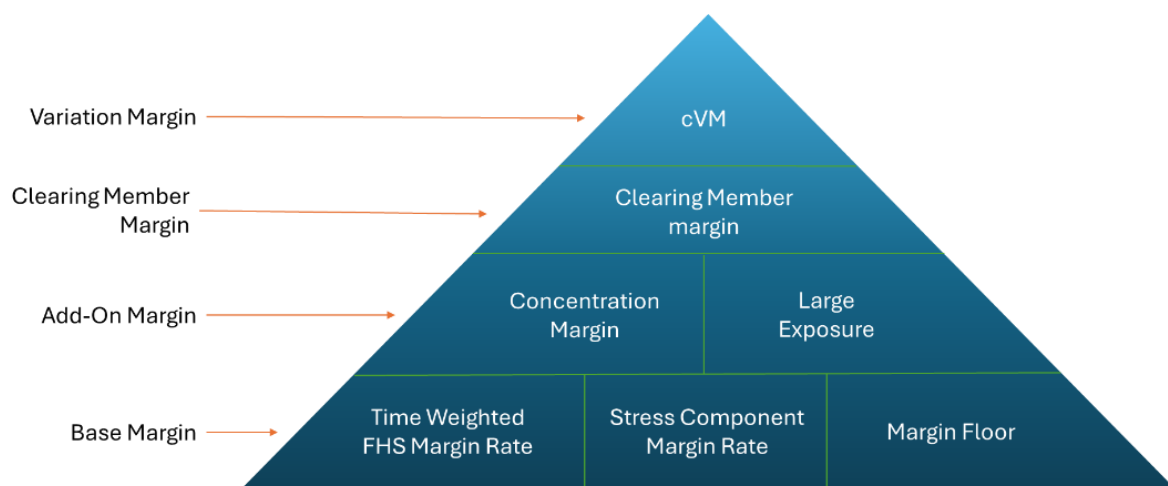 Variation Margin
cVM
Clearing Member
Margin
Clearing Member
margin
Add-On Margin
Concentration
Margin
Large
Exposure
Base Margin
Time Weighted
FHS Margin Rate
Stress Component
Margin Rate
Margin Floor